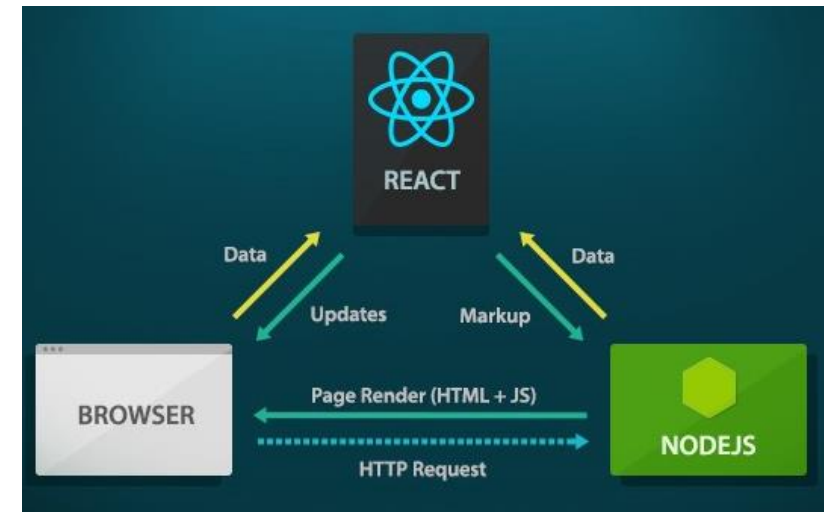 REACT
Data
Data
Updates
Markup
Page Render (HTML + JS)
BROWSER
NODEJS
HTTP Request